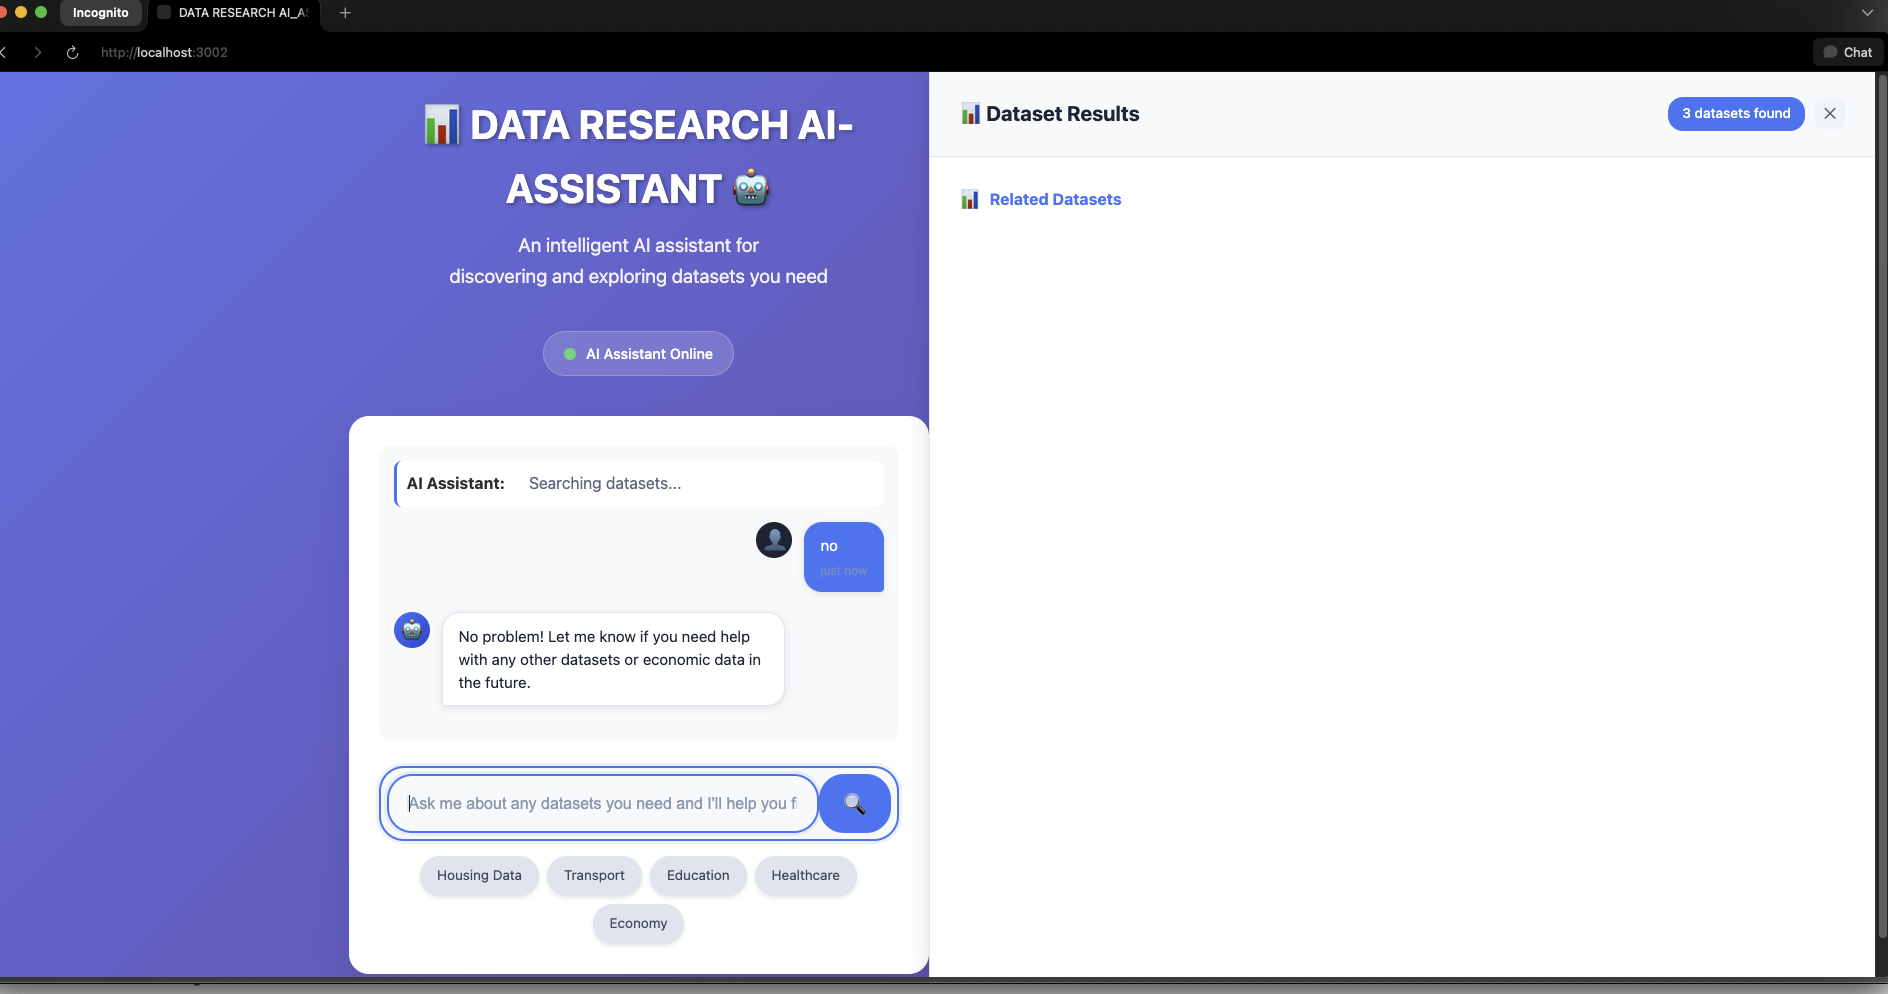 Incognito
DATA RESEARCH AI_A
http://localhost:3002
Chat
DATA RESEARCH AI-
ASSISTANT
An intelligent AI assistant for
discovering and exploring datasets you need
AI Assistant Online
AI Assistant: Searching datasets...
no
just now
No problem! Let me know if you need help
with any other datasets or economic data in
the future.
Ask me about any datasets you need and I'll help you f
Housing Data
Transport
Education
Healthcare
Economy
Dataset Results
3 datasets found
Related Datasets